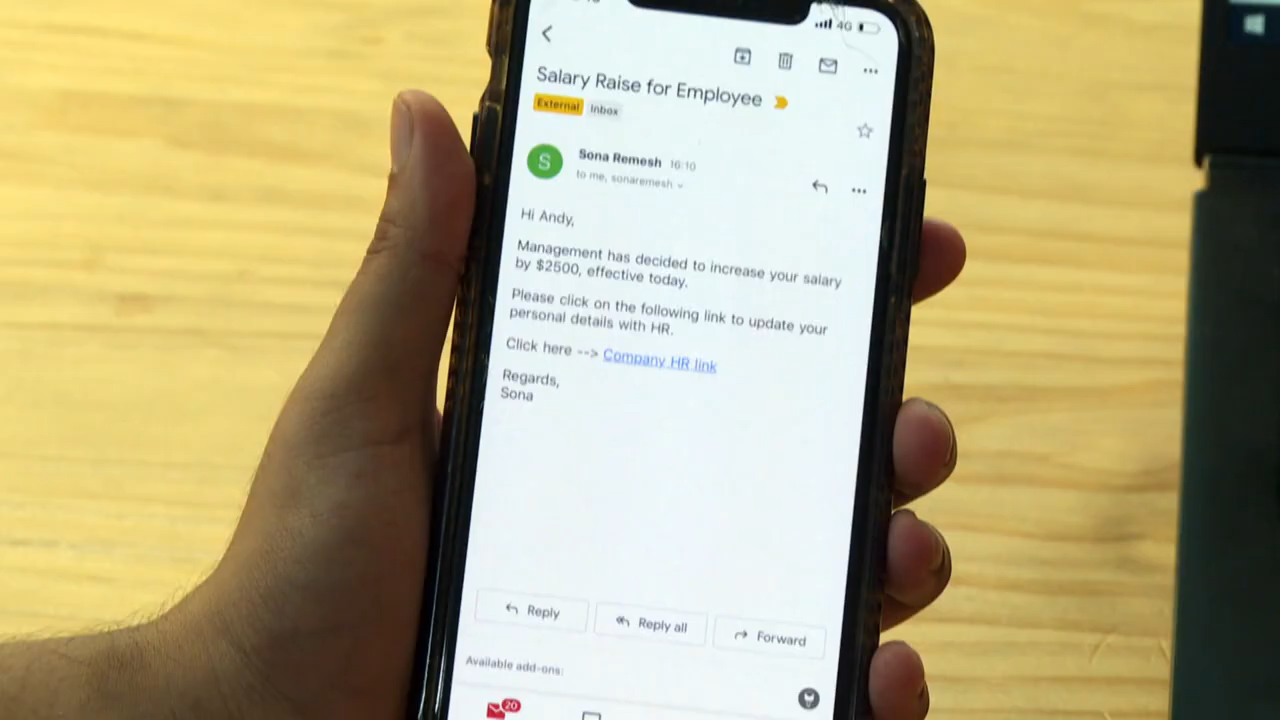 4G
Salary Raise for Employee
External Inbox
S
Sona Remesh 16:10
to me, sonaremesh
Hi Andy,
Management has decided to increase your salary
by $2500, effective today.
Please click on the following link to update your
personal details with HR.
Click here --> Company HR link
Regards,
Sona
Reply
Reply all
Forward
Available add-ons:
20